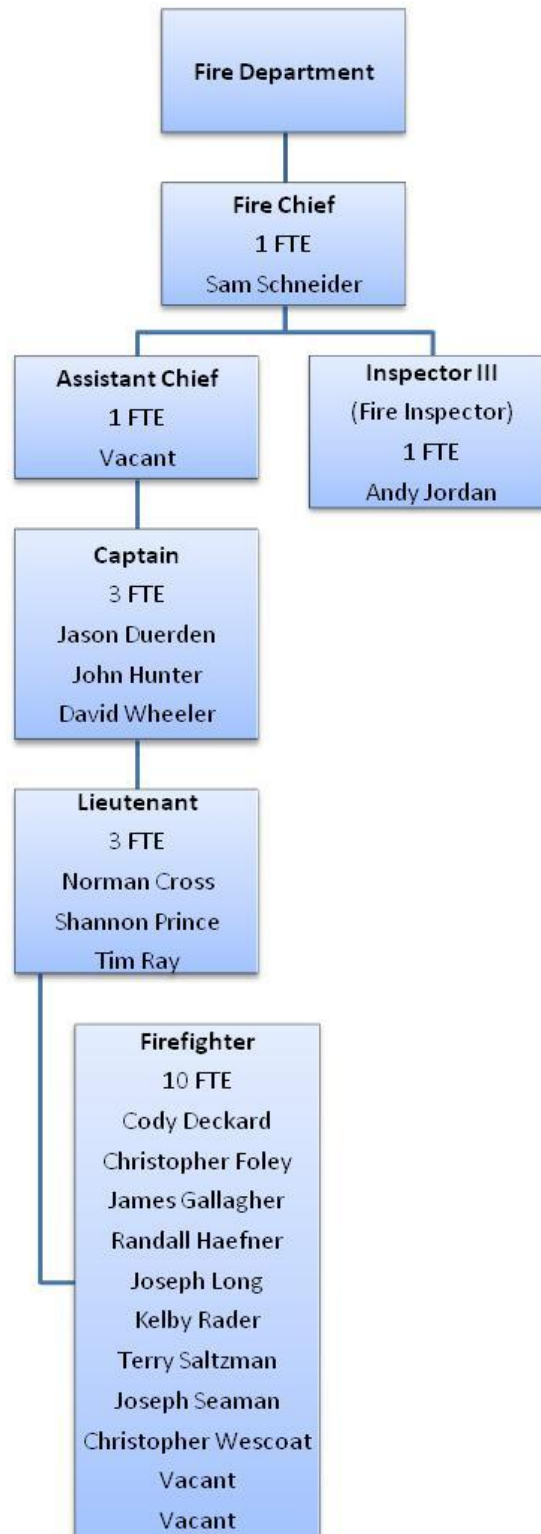 Fire Department
Fire Chief
1 FTE
Sam Schneider
Assistant Chief
1 FTE
Vacant
Inspector III
(Fire Inspector)
1 FTE
Andy Jordan
Captain
3 FTE
Jason Duerden
John Hunter
David Wheeler
Lieutenant
3 FTE
Norman Cross
Shannon Prince
Tim Ray
Firefighter
10 FTE
Cody Deckard
Christopher Foley
James Gallagher
Randall Haefner
Joseph Long
Kelby Rader
Terry Saltzman
Joseph Seaman
Christopher Wescoat
Vacant
Vacant